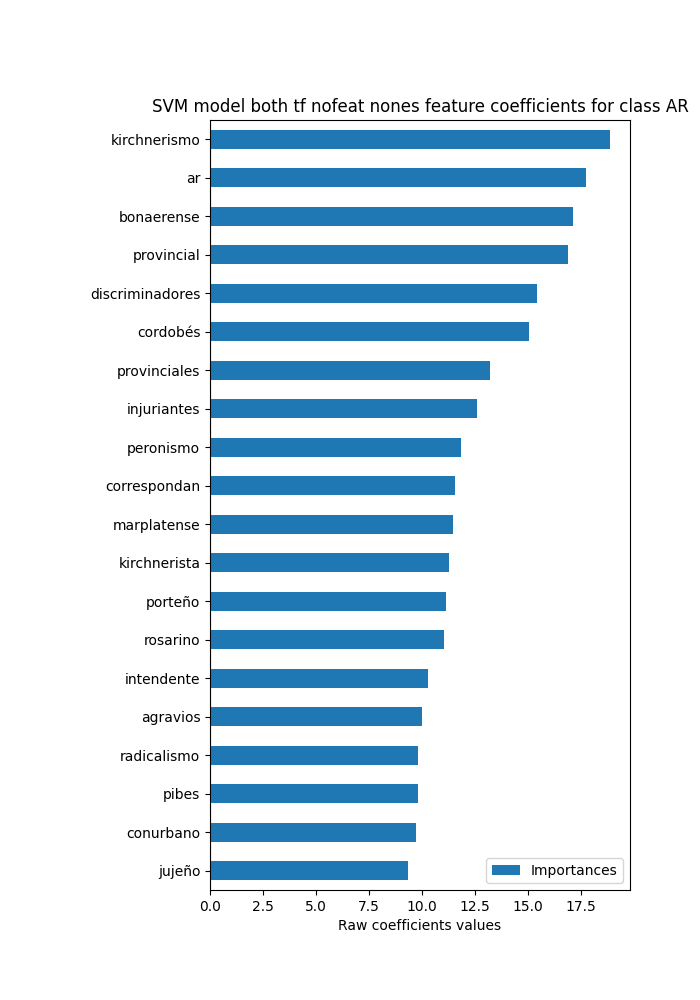 SVM model both tf nofeat nones feature coefficients for class AR
kirchnerismo
ar
bonaerense
provincial
discriminadores
cordobés
provinciales
injuriantes
peronismo
correspondan
marplatense
kirchnerista
porteño
rosarino
intendente
agravios
radicalismo
pibes
conurbano
jujeño
Importances
0.0 2.5 5.0 7.5 10.0 12.5 15.0 17.5
Raw coefficients values